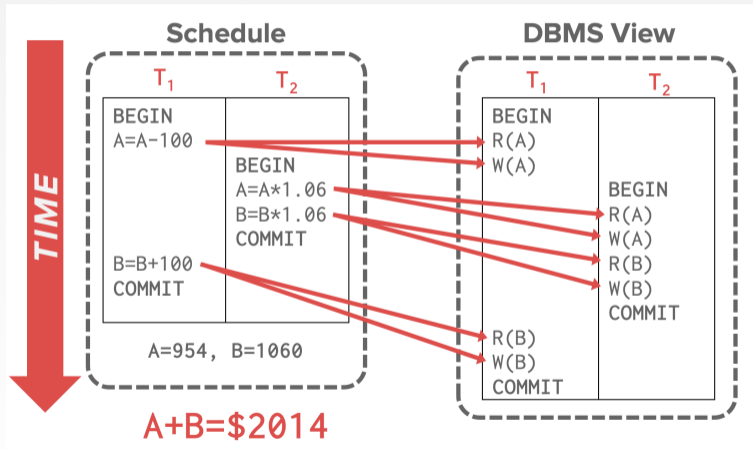 Schedule
T1 T2
BEGIN
A=A-100
BEGIN
A=A*1.06
B=B*1.06
COMMIT
B=B+100
COMMIT
A=954, B=1060
A+B=$2014
TIME
DBMS View
T1 T2
BEGIN
R(A)
W(A)
BEGIN
R(A)
W(A)
R(B)
W(B)
COMMIT
R(B)
W(B)
COMMIT